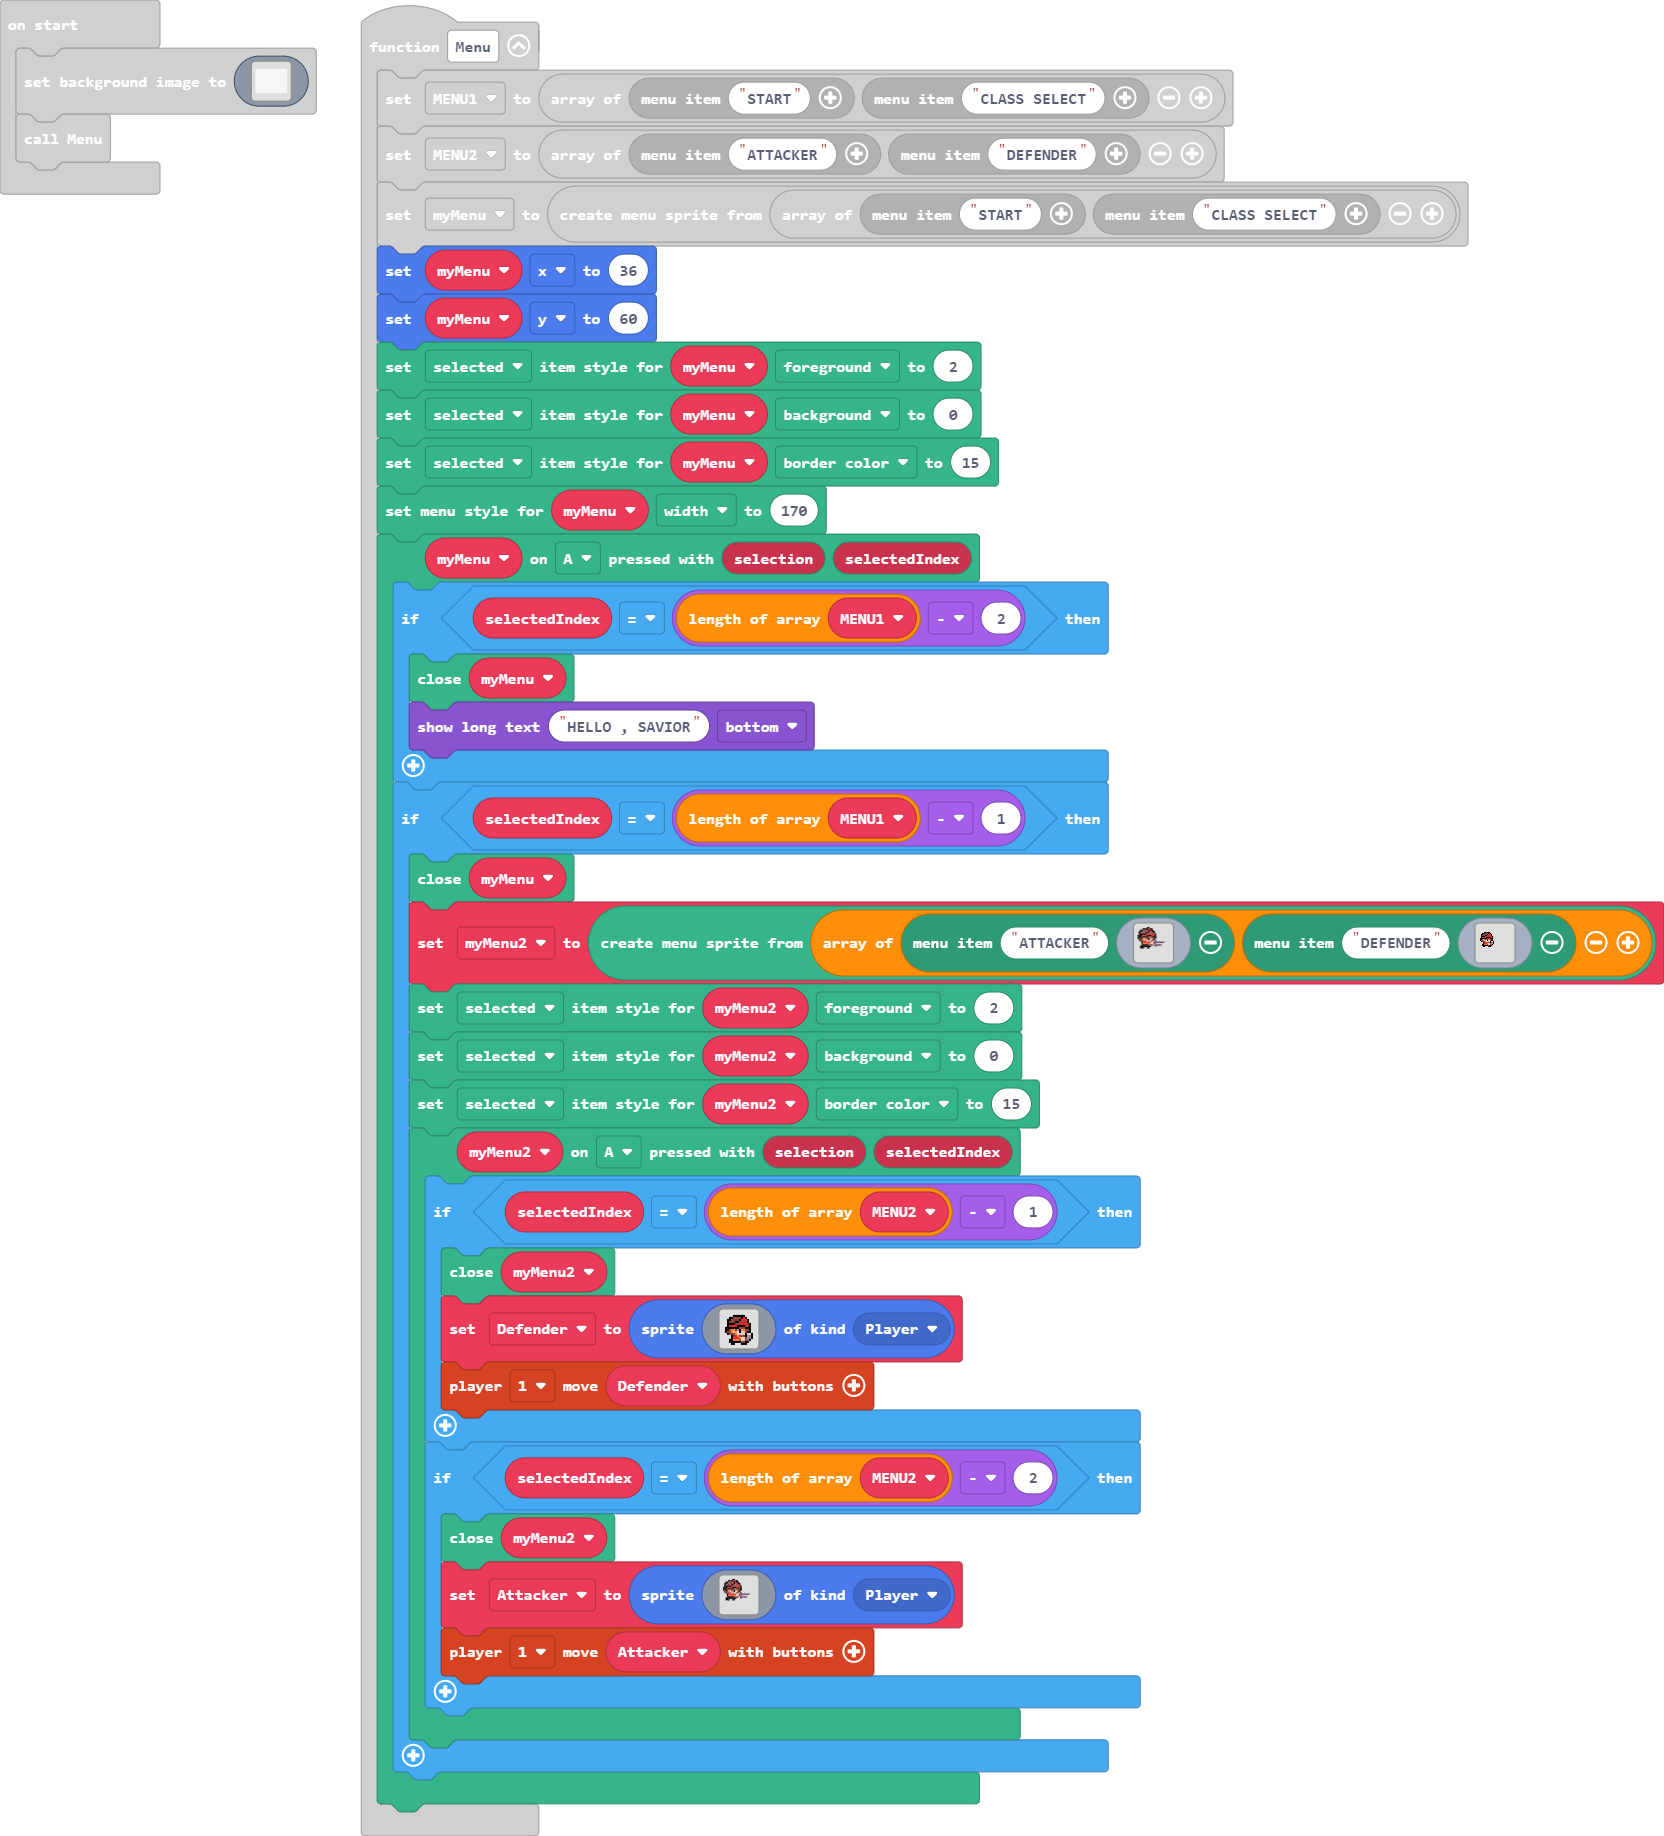 on start
set background image to
call Menu
function Menu
set MENU1 to array of menu item "START" menu item "CLASS SELECT"
set MENU2 to array of menu item "ATTACKER" menu item "DEFENDER"
set myMenu to create menu sprite from array of menu item "START" menu item "CLASS SELECT"
set myMenu x to 36
set myMenu y to 60
set selected item style for myMenu foreground to 2
set selected item style for myMenu background to 0
set selected item style for myMenu border color to 15
set menu style for myMenu width to 170
myMenu on A pressed with selection selectedIndex
if selectedIndex = length of array MENU1 - 2 then
close myMenu
show long text "HELLO , SAVIOR" bottom
if selectedIndex = length of array MENU1 - 1 then
close myMenu
set myMenu2 to create menu sprite from array of menu item "ATTACKER" menu item "DEFENDER"
set selected item style for myMenu2 foreground to 2
set selected item style for myMenu2 background to 0
set selected item style for myMenu2 border color to 15
myMenu2 on A pressed with selection selectedIndex
if selectedIndex = length of array MENU2 - 1 then
close myMenu2
set Defender to sprite of kind Player
player 1 move Defender with buttons
if selectedIndex = length of array MENU2 - 2 then
close myMenu2
set Attacker to sprite of kind Player
player 1 move Attacker with buttons